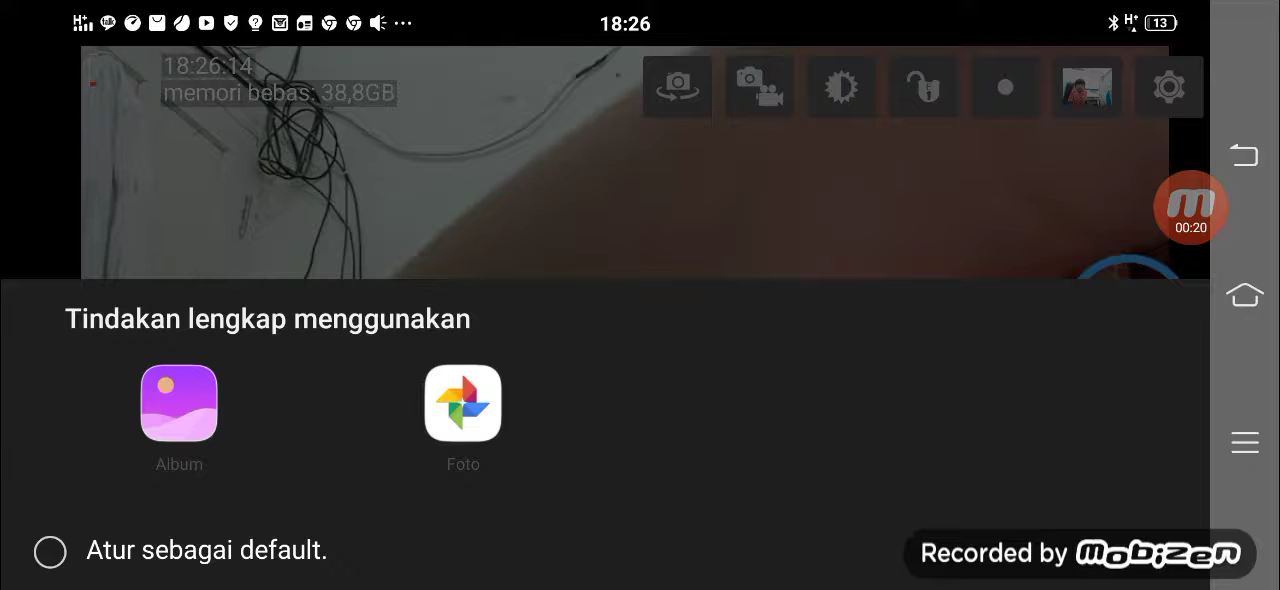 18:26
13
18:26:14
memori bebas: 38,8GB
00:20
Tindakan lengkap menggunakan
Album
Foto
Atur sebagai default.
Recorded by mobizen